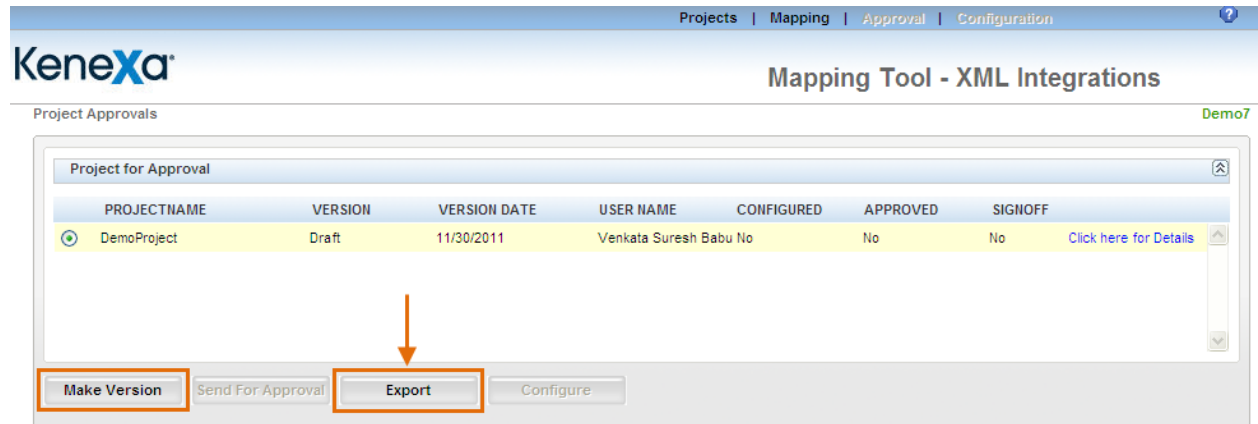 Projects | Mapping | Approval | Configuration ?
Kenexa
Mapping Tool - XML Integrations
Project Approvals Demo7
Project for Approval
PROJECTNAME VERSION VERSION DATE USER NAME CONFIGURED APPROVED SIGNOFF
DemoProject Draft 11/30/2011 Venkata Suresh Babu No No No Click here for Details
Make Version Send For Approval Export Configure